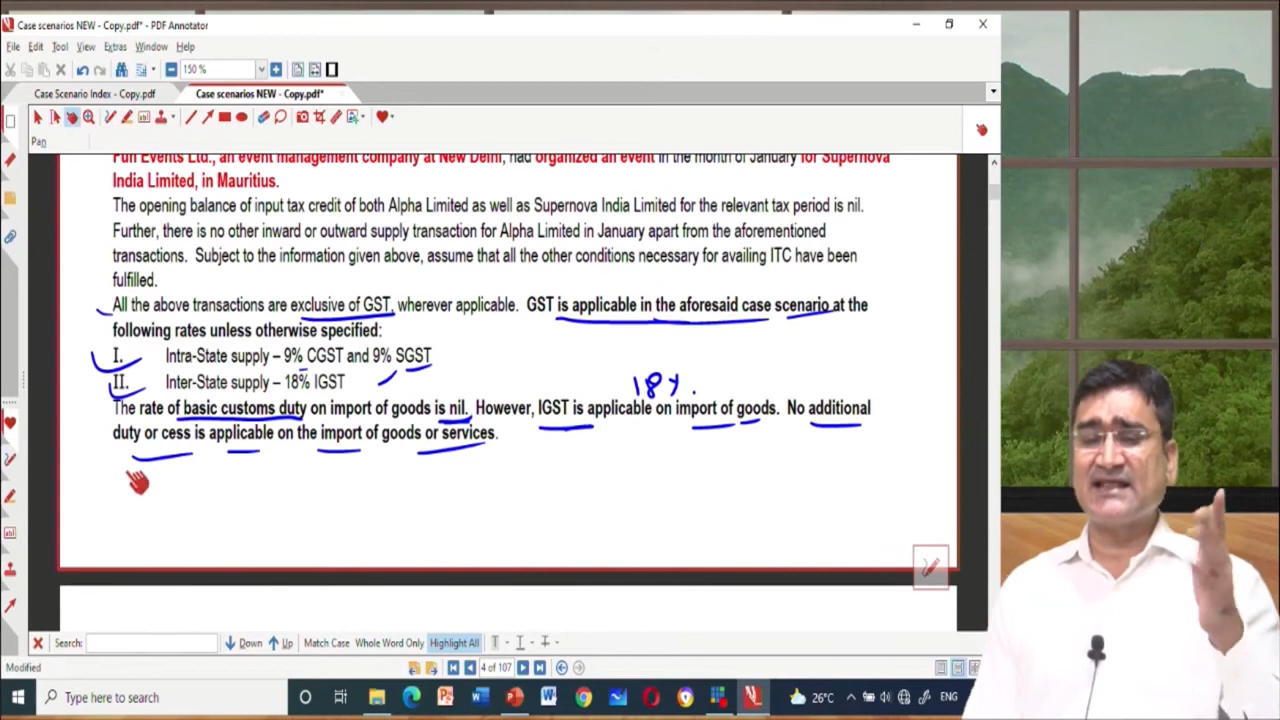 Case scenarios NEW - Copy.pdf* - PDF Annotator
File Edit Tool View Extras Window Help
150 %
Case Scenario Index - Copy.pdf Case scenarios NEW - Copy.pdf*
Pan
Fun Events Ltd., an event management company at New Delhi, had organized an event in the month of January for Supernova
India Limited, in Mauritius.
The opening balance of input tax credit of both Alpha Limited as well as Supernova India Limited for the relevant tax period is nil.
Further, there is no other inward or outward supply transaction for Alpha Limited in January apart from the aforementioned
transactions. Subject to the information given above, assume that all the other conditions necessary for availing ITC have been
fulfilled.
All the above transactions are exclusive of GST, wherever applicable. GST is applicable in the aforesaid case scenario at the
following rates unless otherwise specified:
I. Intra-State supply – 9% CGST and 9% SGST
II. Inter-State supply – 18% IGST
18%.
The rate of basic customs duty on import of goods is nil. However, IGST is applicable on import of goods. No additional
duty or cess is applicable on the import of goods or services.
Search: Down Up Match Case Whole Word Only Highlight All
Modified 4 of 107
Type here to search 26°C ENG